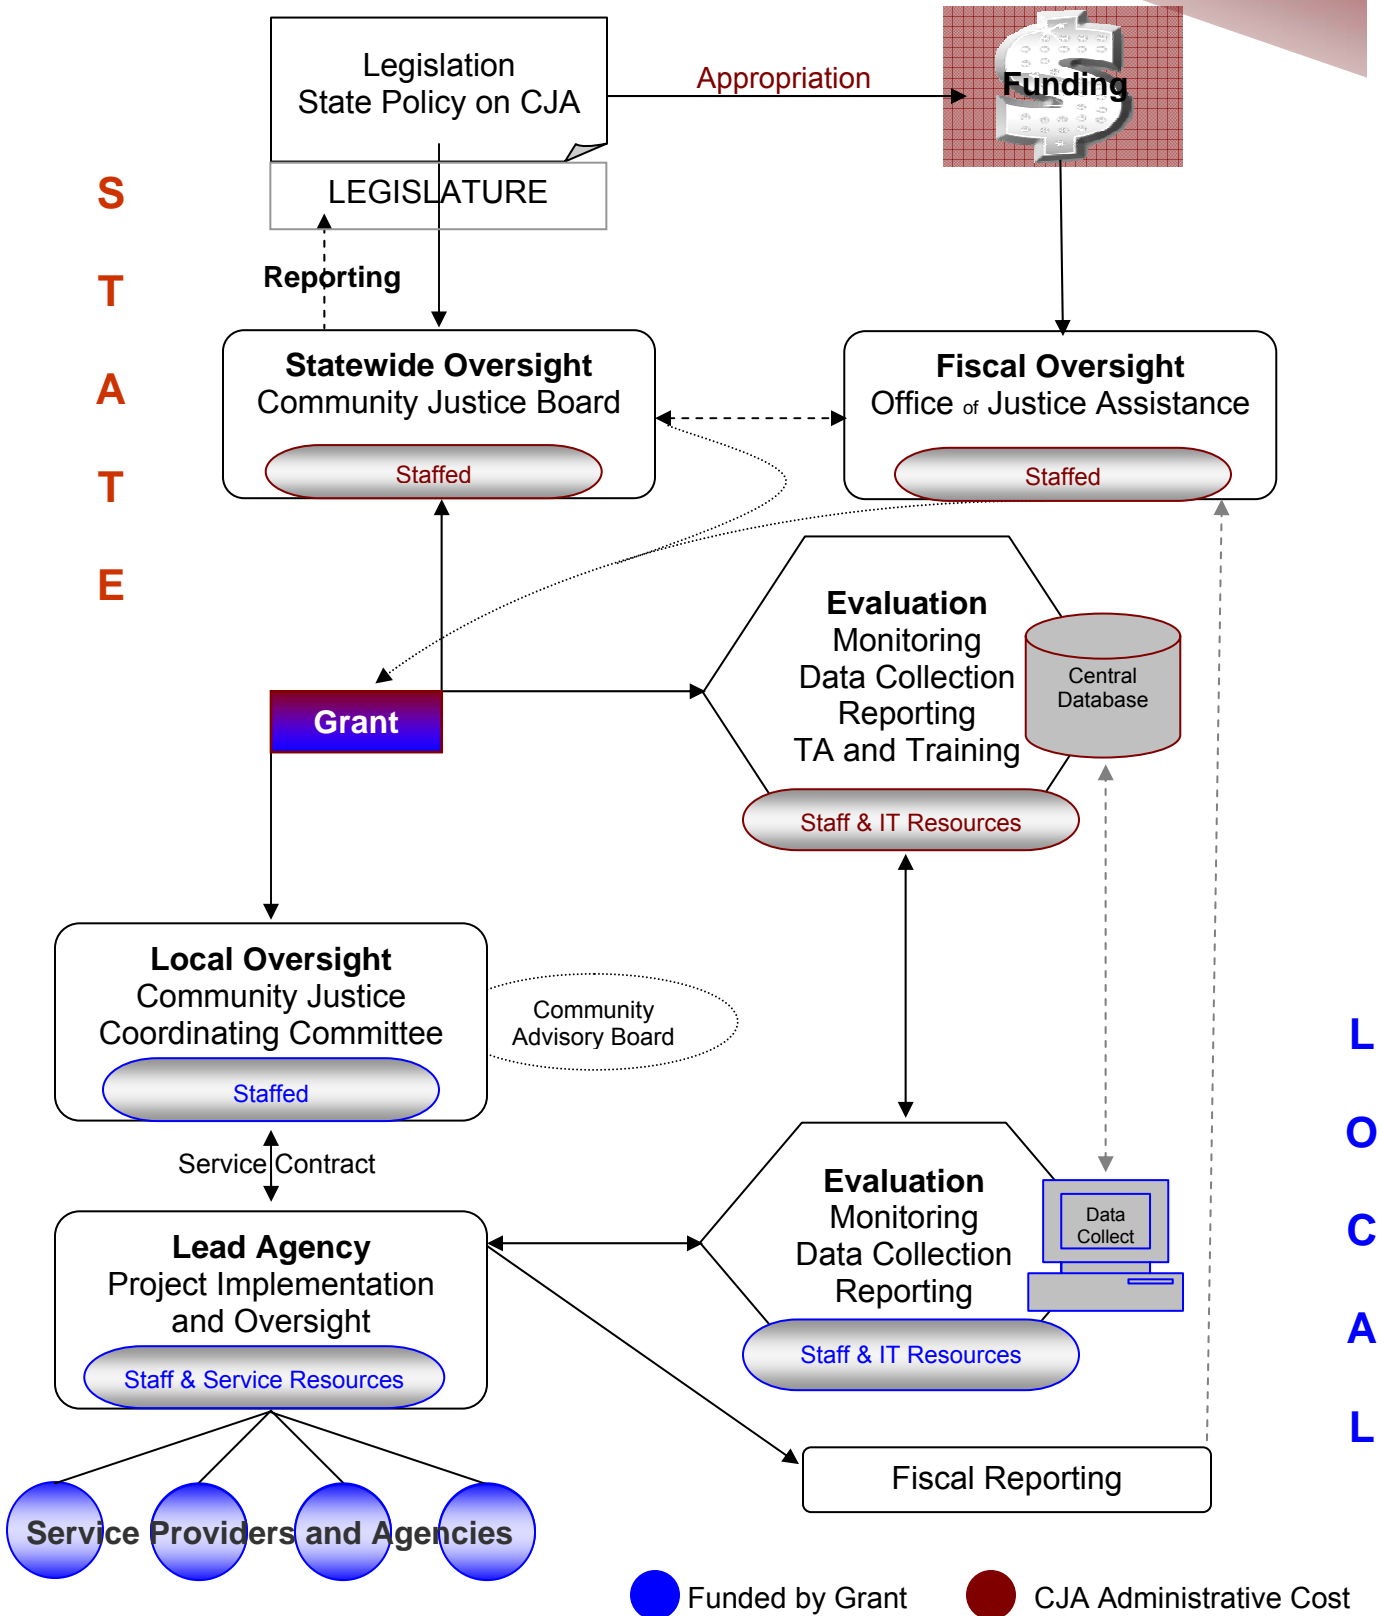 Legislation
State Policy on CJA
Appropriation
Funding
LEGISLATURE
Reporting
S
T
A
T
E
Statewide Oversight
Community Justice Board
Staffed
Fiscal Oversight
Office of Justice Assistance
Staffed
Evaluation
Monitoring
Data Collection
Reporting
TA and Training
Central
Database
Staff & IT Resources
Grant
Local Oversight
Community Justice
Coordinating Committee
Staffed
Community
Advisory Board
Service Contract
L
O
C
A
L
Lead Agency
Project Implementation
and Oversight
Staff & Service Resources
Evaluation
Monitoring
Data Collection
Reporting
Data
Collect
Staff & IT Resources
Fiscal Reporting
Service Providers and Agencies
Funded by Grant
CJA Administrative Cost